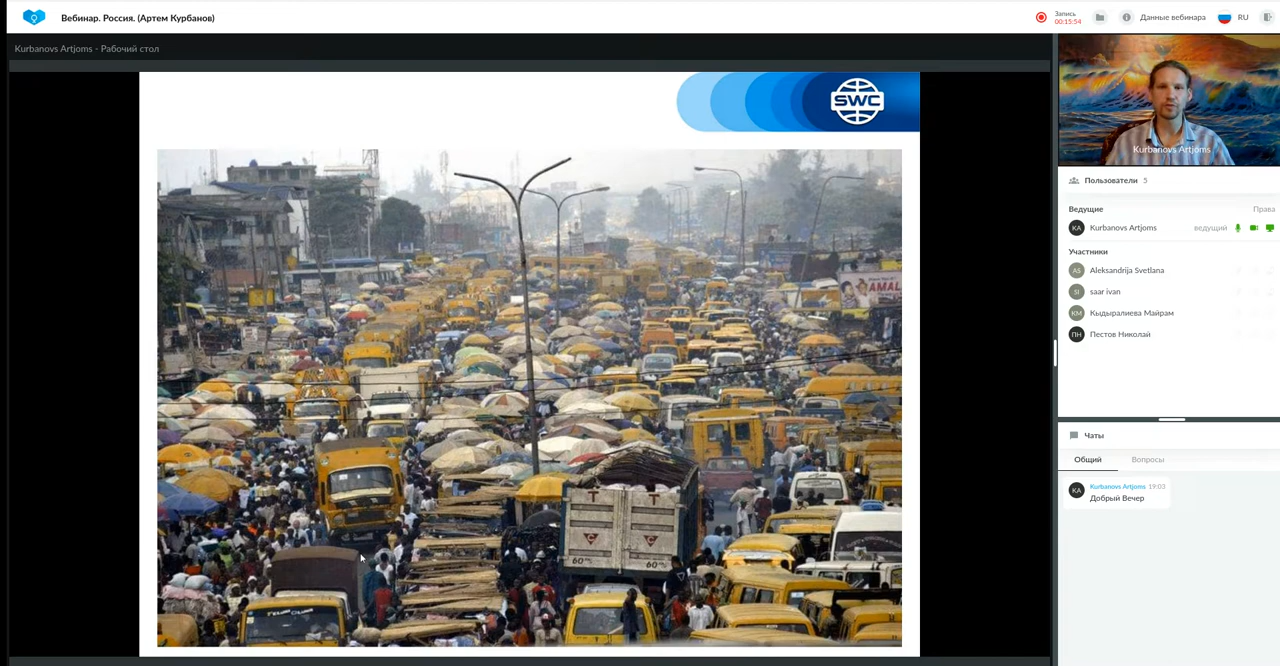 Вебинар. Россия. (Артем Курбанов)
Запись
00:15:54
Данные вебинара
RU
Kurbanovs Artjoms - Рабочий стол
SWC
AMAL
T T
C C
60 60
Kurbanovs Artjoms
Пользователи 5
Ведущие Права
KA Kurbanovs Artjoms ведущий
Участники
AS Aleksandrija Svetlana
SI saar ivan
КМ Кыдыралиева Майрам
ПН Пестов Николай
Чаты
Общий Вопросы
KA Kurbanovs Artjoms 19:03
Добрый Вечер